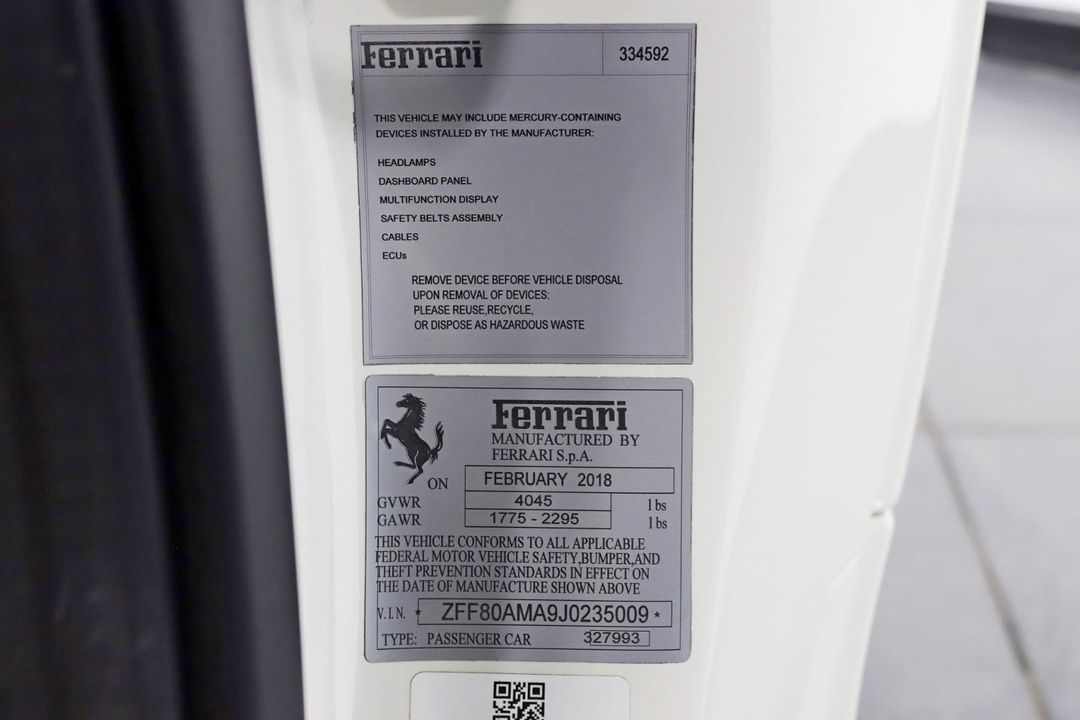 Ferrari 334592
THIS VEHICLE MAY INCLUDE MERCURY-CONTAINING
DEVICES INSTALLED BY THE MANUFACTURER:
HEADLAMPS
DASHBOARD PANEL
MULTIFUNCTION DISPLAY
SAFETY BELTS ASSEMBLY
CABLES
ECUs
REMOVE DEVICE BEFORE VEHICLE DISPOSAL
UPON REMOVAL OF DEVICES:
PLEASE REUSE,RECYCLE,
OR DISPOSE AS HAZARDOUS WASTE
Ferrari
MANUFACTURED BY
FERRARI S.p.A.
ON FEBRUARY 2018
GVWR 4045 lbs
GAWR 1775 - 2295 lbs
THIS VEHICLE CONFORMS TO ALL APPLICABLE
FEDERAL MOTOR VEHICLE SAFETY,BUMPER,AND
THEFT PREVENTION STANDARDS IN EFFECT ON
THE DATE OF MANUFACTURE SHOWN ABOVE
V.I.N. * ZFF80AMA9J0235009 *
TYPE: PASSENGER CAR 327993